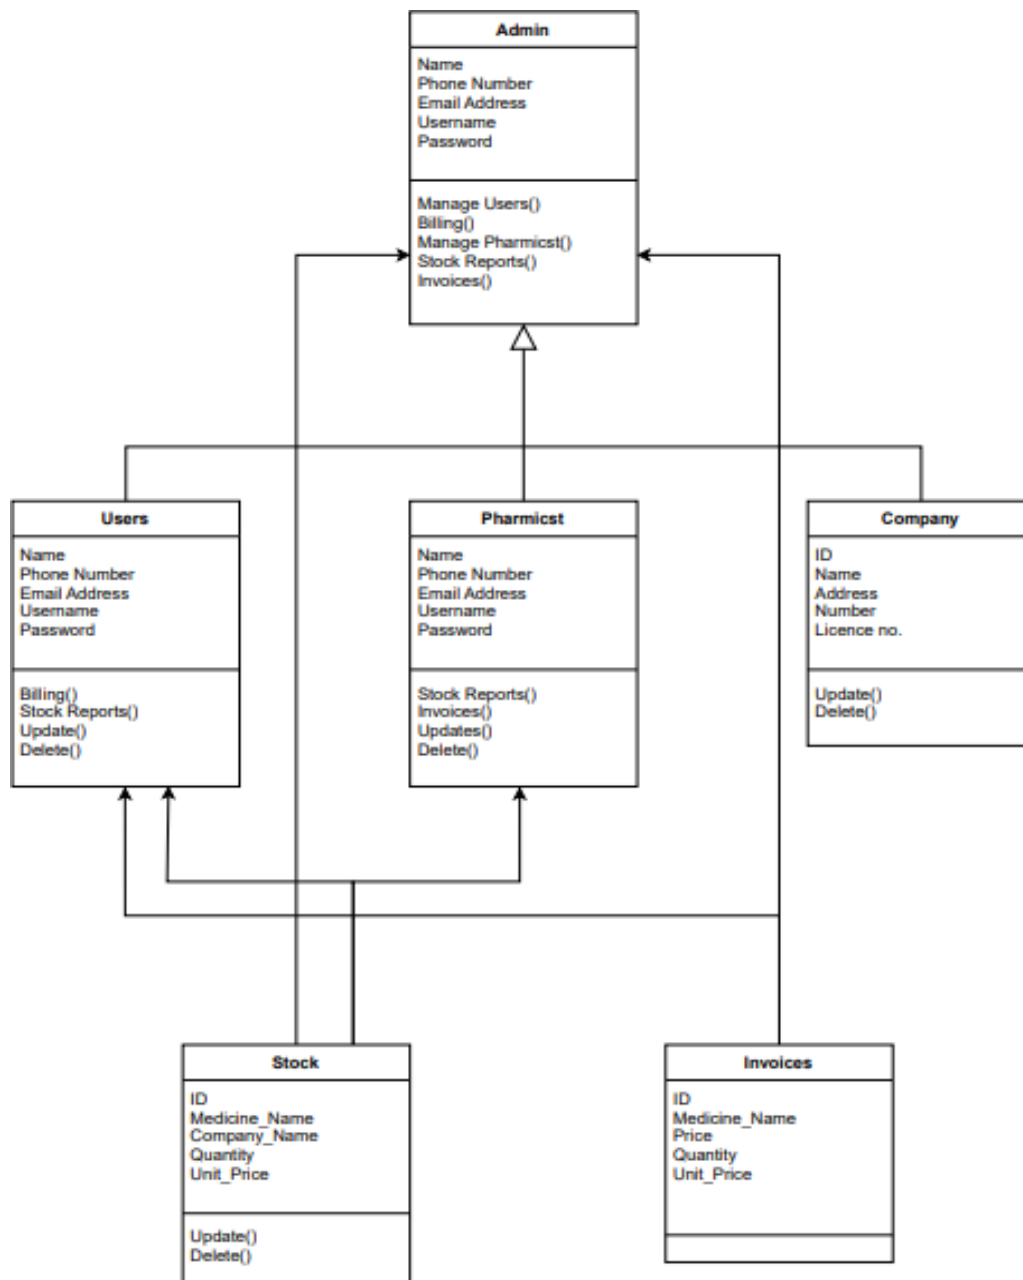 Admin
Name
Phone Number
Email Address
Username
Password
Manage Users()
Billing()
Manage Pharmicst()
Stock Reports()
Invoices()
Users
Name
Phone Number
Email Address
Username
Password
Billing()
Stock Reports()
Update()
Delete()
Pharmicst
Name
Phone Number
Email Address
Username
Password
Stock Reports()
Invoices()
Updates()
Delete()
Company
ID
Name
Address
Number
Licence no.
Update()
Delete()
Stock
ID
Medicine_Name
Company_Name
Quantity
Unit_Price
Update()
Delete()
Invoices
ID
Medicine_Name
Price
Quantity
Unit_Price